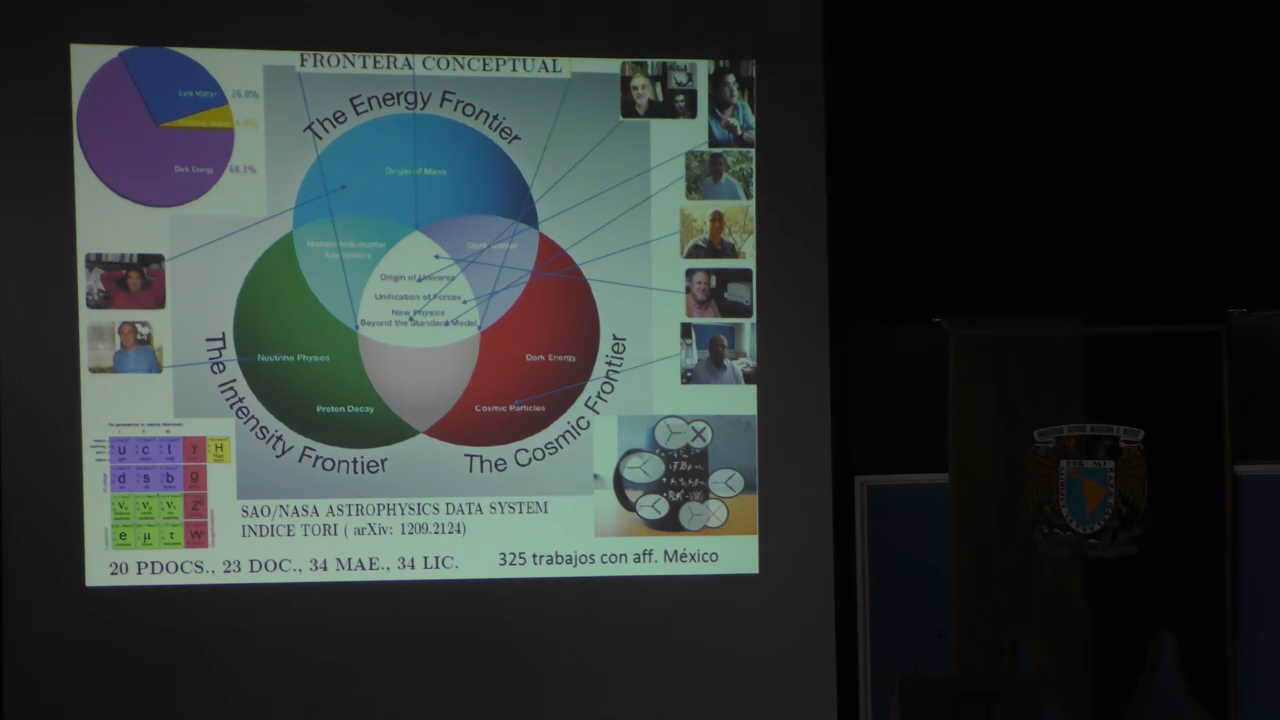 FRONTERA CONCEPTUAL
The Energy Frontier
Dark Matter
26.8%
Dark Energy
68.3%
Origin of Mass
Matter/Anti-matter
Asymmetry
Dark Matter
Origin of Universe
Unification of Forces
New Physics
Beyond the Standard Model
Neutrino Physics
Dark Energy
Proton Decay
Cosmic Particles
The Intensity Frontier
The Cosmic Frontier
u c t γ H
d s b g
νe νμ ντ Z
e μ τ W
SAO/NASA ASTROPHYSICS DATA SYSTEM
INDICE TORI ( arXiv: 1209.2124)
20 PDOCS., 23 DOC., 34 MAE., 34 LIC.
325 trabajos con aff. México